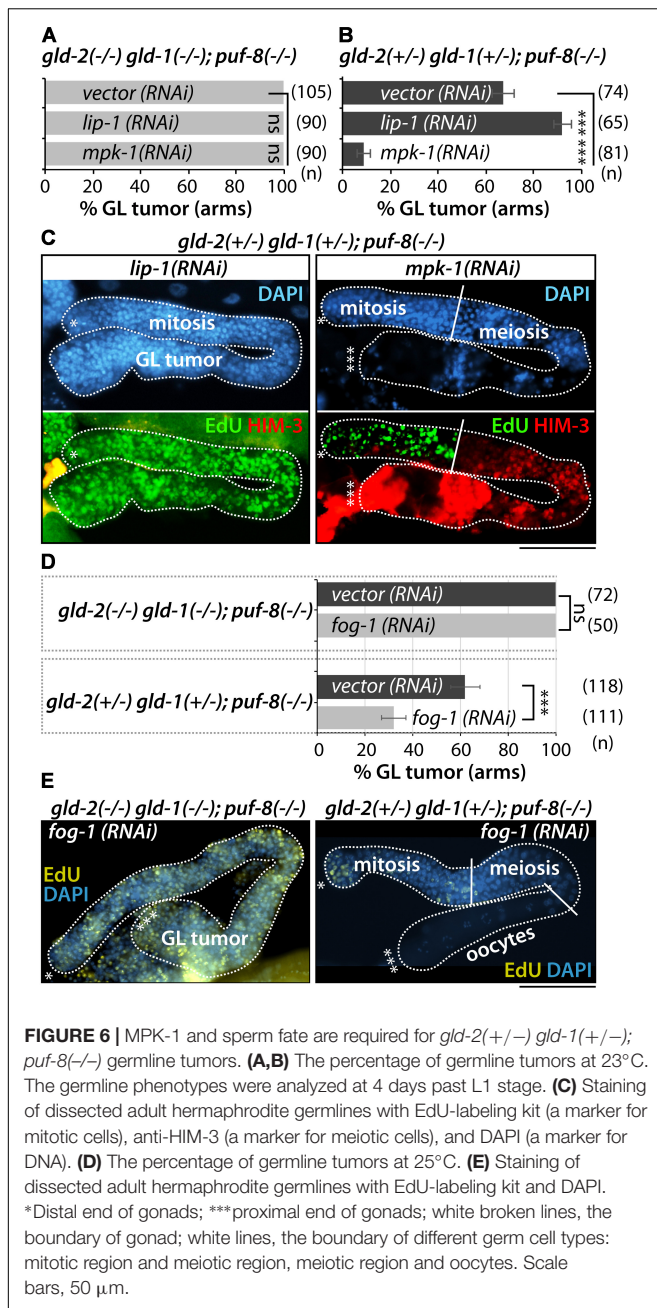 A
gld-2(-/-) gld-1(-/-); puf-8(-/-)
vector (RNAi) (105)
lip-1(RNAi) ns (90)
mpk-1(RNAi) ns (90)
(n)
0 20 40 60 80 100
% GL tumor (arms)
B
gld-2(+/-) gld-1(+/-); puf-8(-/-)
vector (RNAi) (74)
lip-1 (RNAi) *** (65)
mpk-1(RNAi) *** (81)
(n)
0 20 40 60 80 100
% GL tumor (arms)
C
gld-2(+/-) gld-1(+/-); puf-8(-/-)
lip-1(RNAi) mpk-1(RNAi)
DAPI
mitosis
GL tumor
*
DAPI
mitosis
meiosis
*
***
EdU HIM-3
*
EdU HIM-3
*
***
D
gld-2(-/-) gld-1(-/-); puf-8(-/-)
vector (RNAi) (72)
fog-1 (RNAi) ns (50)
gld-2(+/-) gld-1(+/-); puf-8(-/-)
vector (RNAi) (118)
fog-1 (RNAi) *** (111)
(n)
0 20 40 60 80 100
% GL tumor (arms)
E
gld-2(-/-) gld-1(-/-); puf-8(-/-)
fog-1 (RNAi)
EdU
DAPI
***
GL tumor
*
gld-2(+/-) gld-1(+/-); puf-8(-/-)
fog-1 (RNAi)
mitosis
meiosis
*
oocytes
***
EdU DAPI
FIGURE 6 | MPK-1 and sperm fate are required for gld-2(+/−) gld-1(+/−);
puf-8(–/–) germline tumors. (A,B) The percentage of germline tumors at 23°C.
The germline phenotypes were analyzed at 4 days past L1 stage. (C) Staining
of dissected adult hermaphrodite germlines with EdU-labeling kit (a marker for
mitotic cells), anti-HIM-3 (a marker for meiotic cells), and DAPI (a marker for
DNA). (D) The percentage of germline tumors at 25°C. (E) Staining of
dissected adult hermaphrodite germlines with EdU-labeling kit and DAPI.
*Distal end of gonads; ***proximal end of gonads; white broken lines, the
boundary of gonad; white lines, the boundary of different germ cell types:
mitotic region and meiotic region, meiotic region and oocytes. Scale
bars, 50 μm.